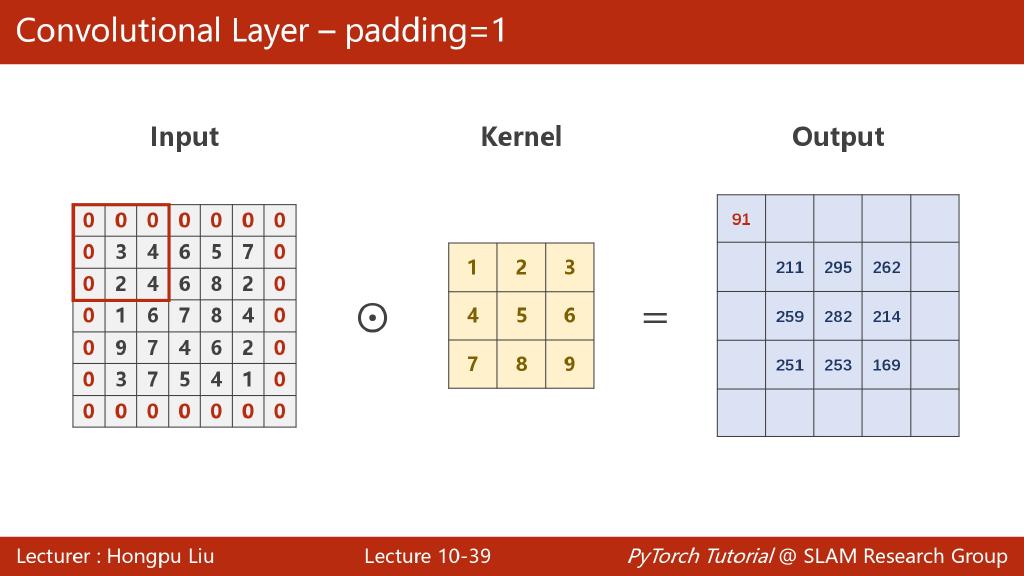 Convolutional Layer – padding=1
Input Kernel Output
0 0 0 0 0 0 0
0 3 4 6 5 7 0
0 2 4 6 8 2 0
0 1 6 7 8 4 0
0 9 7 4 6 2 0
0 3 7 5 4 1 0
0 0 0 0 0 0 0
⊙
1 2 3
4 5 6
7 8 9
=
91
211 295 262
259 282 214
251 253 169
Lecturer : Hongpu Liu Lecture 10-39 PyTorch Tutorial @ SLAM Research Group